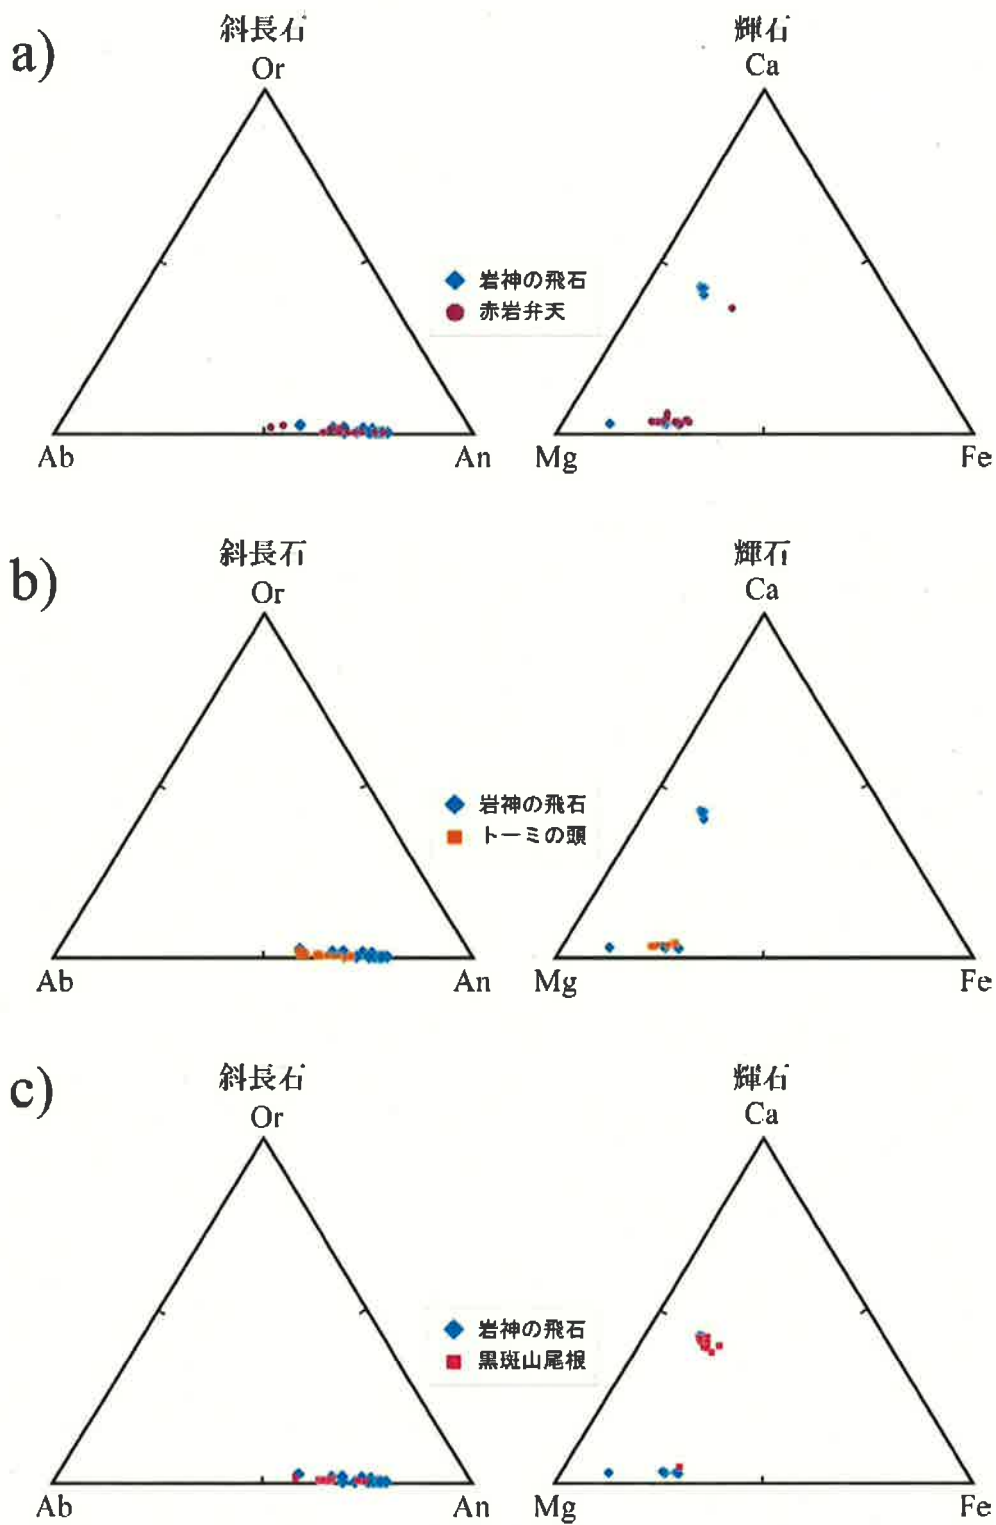 a)
斜長石
Or
Ab
An
岩神の飛石
赤岩弁天
輝石
Ca
Mg
Fe
b)
斜長石
Or
Ab
An
岩神の飛石
トーミの頭
輝石
Ca
Mg
Fe
c)
斜長石
Or
Ab
An
岩神の飛石
黒斑山尾根
輝石
Ca
Mg
Fe